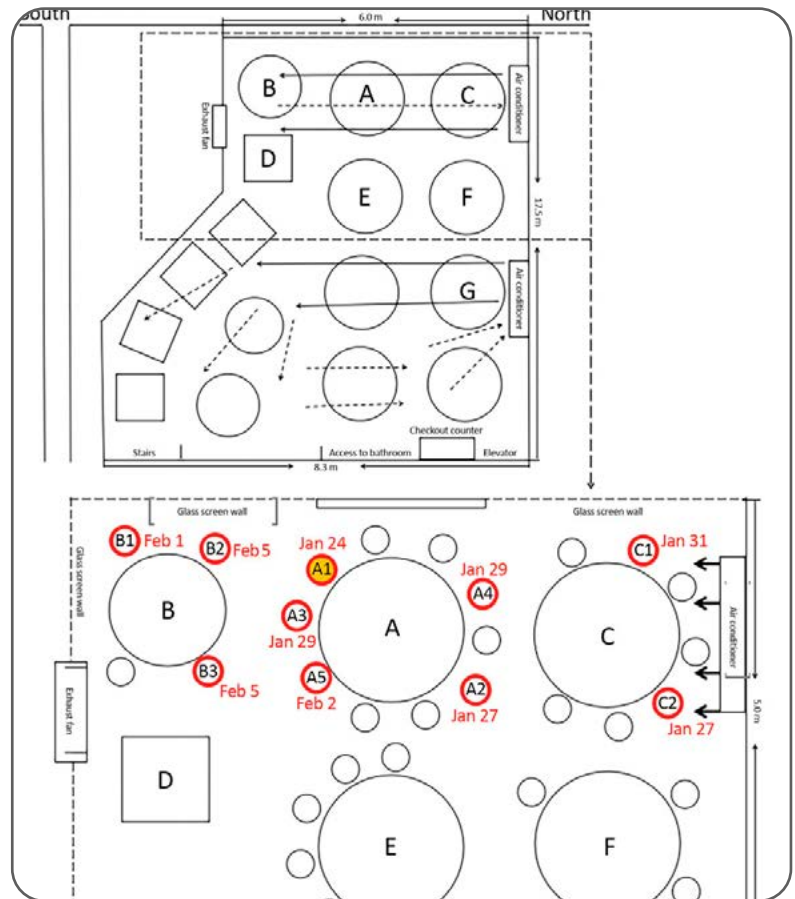 South
North
6.0 m
B
A
C
Air conditioner
Exhaust fan
D
E
F
17.5 m
G
Air conditioner
Checkout counter
Stairs
Access to bathroom
Elevator
8.3 m
Glass screen wall
Glass screen wall
Glass screen wall
B1 Feb 1
B2 Feb 5
Jan 24
A1
C1 Jan 31
Jan 29
A4
B
A3
Jan 29
A
C
Air conditioner
B3
Feb 5
A5
Feb 2
A2
Jan 27
C2
Jan 27
Exhaust fan
5.0 m
D
E
F